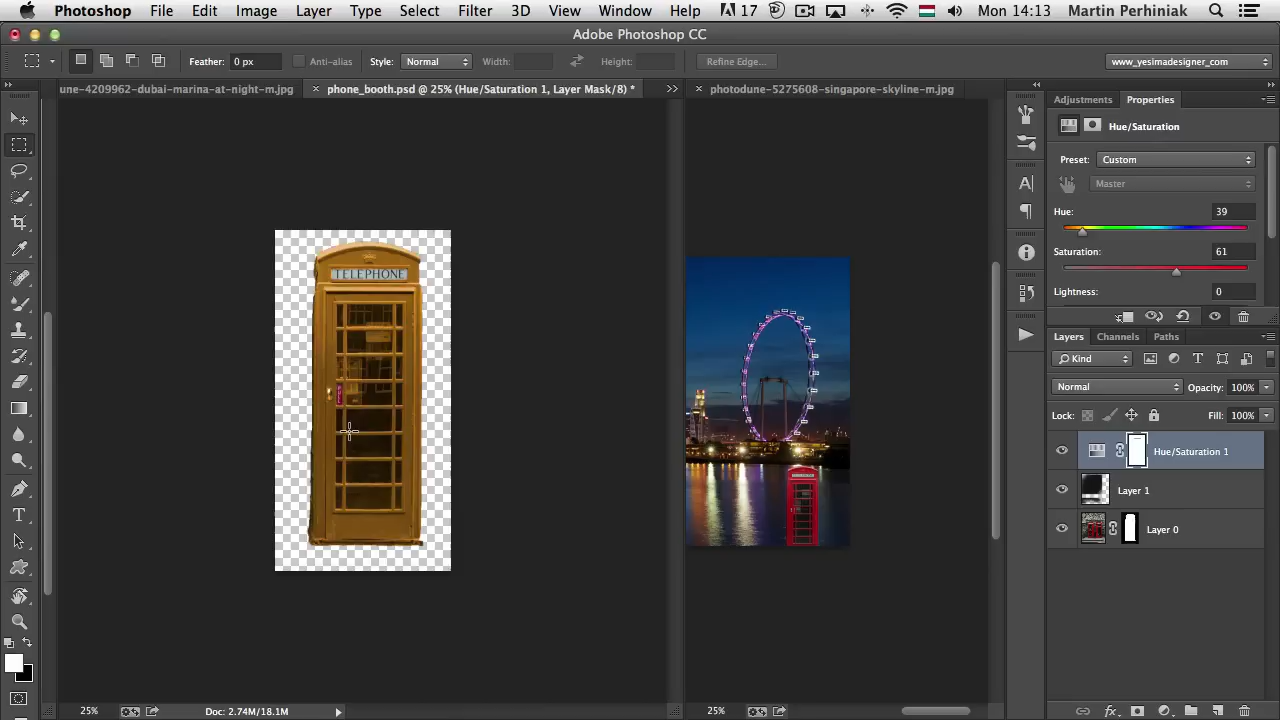 Photoshop File Edit Image Layer Type Select Filter 3D View Window Help 17 Mon 14:13 Martin Perhiniak
Adobe Photoshop CC
Feather: 0 px Anti-alias Style: Normal Width: Height: Refine Edge... www_yesimadesigner_com
une-4209962-dubai-marina-at-night-m.jpg phone_booth.psd @ 25% (Hue/Saturation 1, Layer Mask/8) * photodune-5275608-singapore-skyline-m.jpg
Adjustments Properties
Hue/Saturation
Preset: Custom
Master
Hue: 39
Saturation: 61
Lightness: 0
TELEPHONE
Layers Channels Paths
Kind
Normal Opacity: 100%
Lock: Fill: 100%
Hue/Saturation 1
Layer 1
Layer 0
25% Doc: 2.74M/18.1M 25%